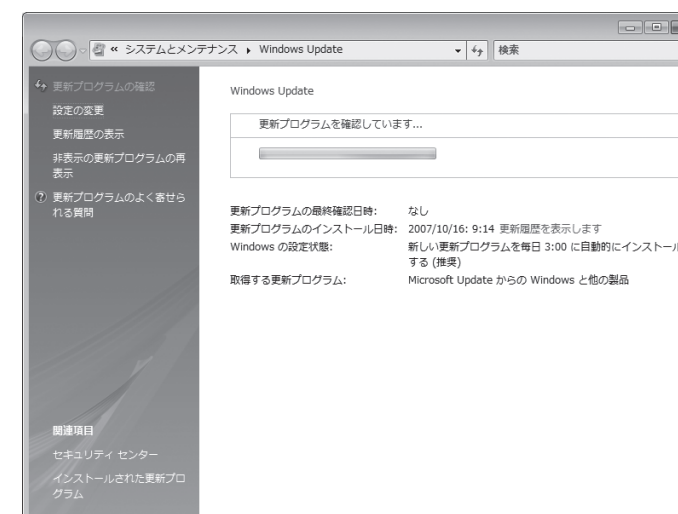 « システムとメンテナンス ▸ Windows Update
検索
更新プログラムの確認
設定の変更
更新履歴の表示
非表示の更新プログラムの再
表示
更新プログラムのよく寄せら
れる質問
関連項目
セキュリティ センター
インストールされた更新プロ
グラム
Windows Update
更新プログラムを確認しています...
更新プログラムの最終確認日時: なし
更新プログラムのインストール日時: 2007/10/16: 9:14 更新履歴を表示します
Windows の設定状態: 新しい更新プログラムを毎日 3:00 に自動的にインストール
する (推奨)
取得する更新プログラム: Microsoft Update からの Windows と他の製品